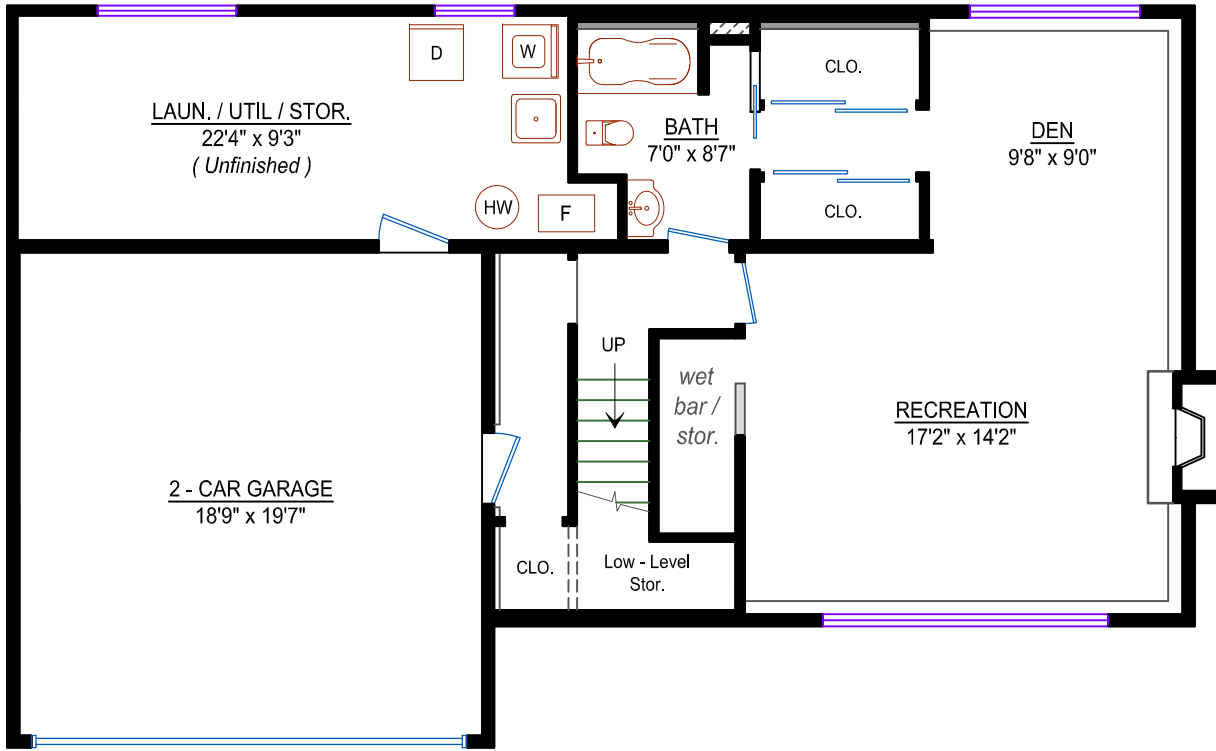 D
W
CLO.
LAUN. / UTIL / STOR.
22'4" x 9'3"
( Unfinished )
BATH
7'0" x 8'7"
DEN
9'8" x 9'0"
HW
F
CLO.
UP
wet
bar /
stor.
RECREATION
17'2" x 14'2"
2 - CAR GARAGE
18'9" x 19'7"
CLO.
Low - Level
Stor.